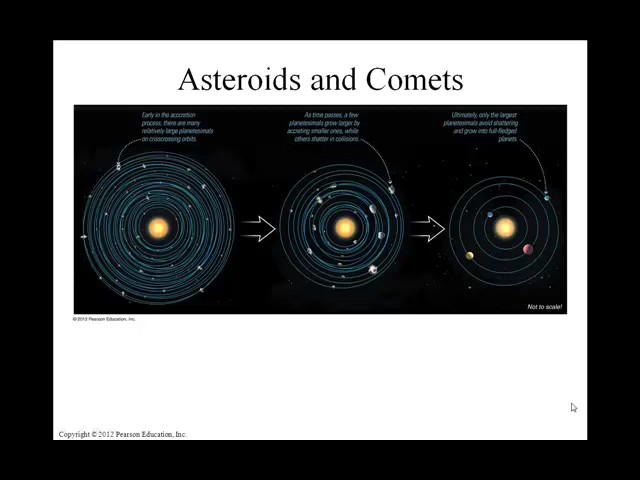 Asteroids and Comets
Early in the accretion
process, there are many
relatively large planetesimals
on crisscrossing orbits.
As time passes, a few
planetesimals grow larger by
accreting smaller ones, while
others shatter in collisions.
Ultimately, only the largest
planetesimals avoid shattering
and grow into full-fledged
planets.
Not to scale!
© 2012 Pearson Education, Inc.
Copyright © 2012 Pearson Education, Inc.